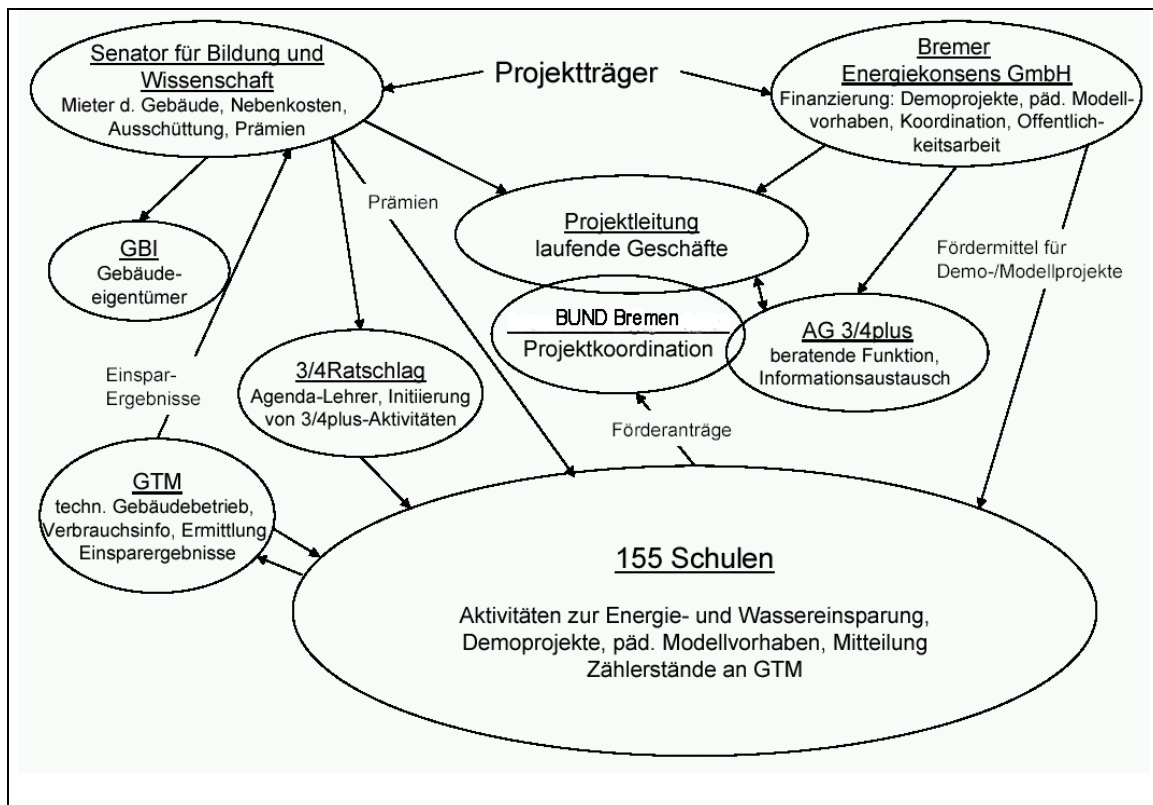 Senator für Bildung und
Wissenschaft
Mieter d. Gebäude, Nebenkosten,
Ausschüttung, Prämien
Projektträger
Bremer
Energiekonsens GmbH
Finanzierung: Demoprojekte, päd. Modell-
vorhaben, Koordination, Offentlich-
keitsarbeit
Prämien
Projektleitung
laufende Geschäfte
Fördermittel für
Demo-/Modellprojekte
GBI
Gebäude-
eigentümer
BUND Bremen
Projektkoordination
AG 3/4plus
beratende Funktion,
Informationsaustausch
3/4Ratschlag
Agenda-Lehrer, Initiierung
von 3/4plus-Aktivitäten
Einspar-
Ergebnisse
Förderanträge
GTM
techn. Gebäudebetrieb,
Verbrauchsinfo, Ermittlung
Einsparergebnisse
155 Schulen
Aktivitäten zur Energie- und Wassereinsparung,
Demoprojekte, päd. Modellvorhaben, Mitteilung
Zählerstände an GTM